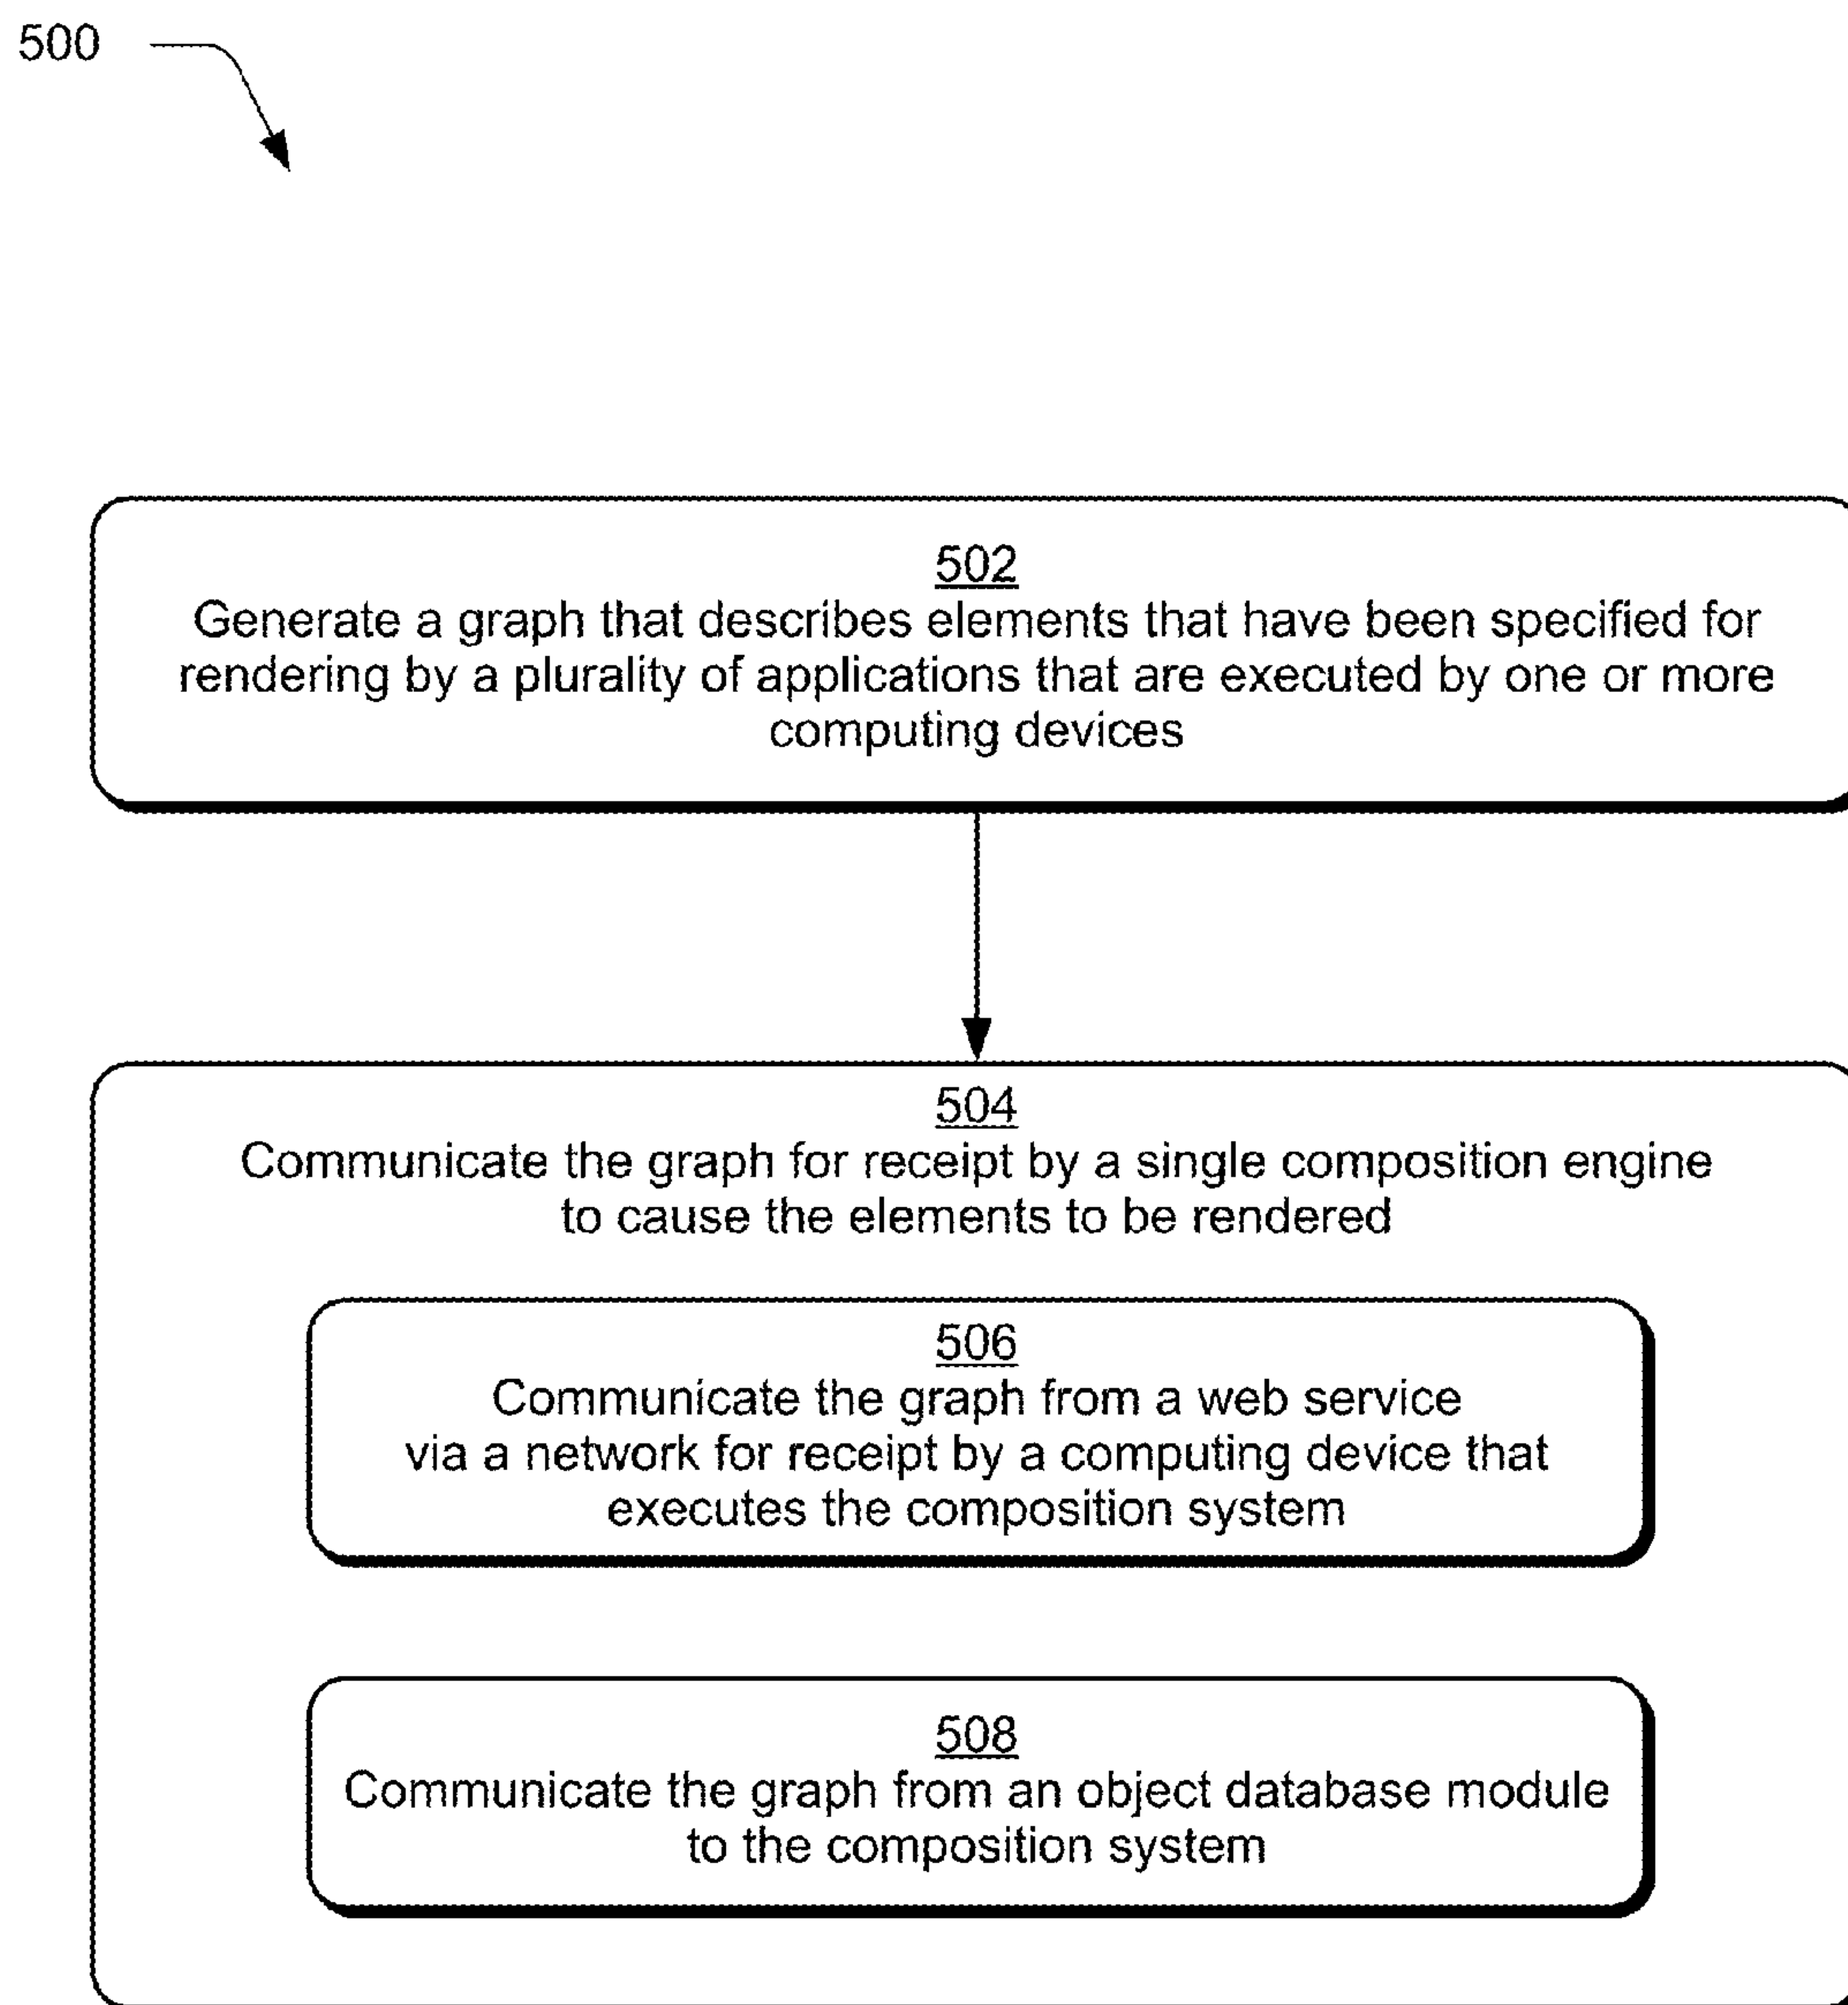 500
502
Generate a graph that describes elements that have been specified for
rendering by a plurality of applications that are executed by one or more
computing devices
504
Communicate the graph for receipt by a single composition engine
to cause the elements to be rendered
506
Communicate the graph from a web service
via a network for receipt by a computing device that
executes the composition system
508
Communicate the graph from an object database module
to the composition system